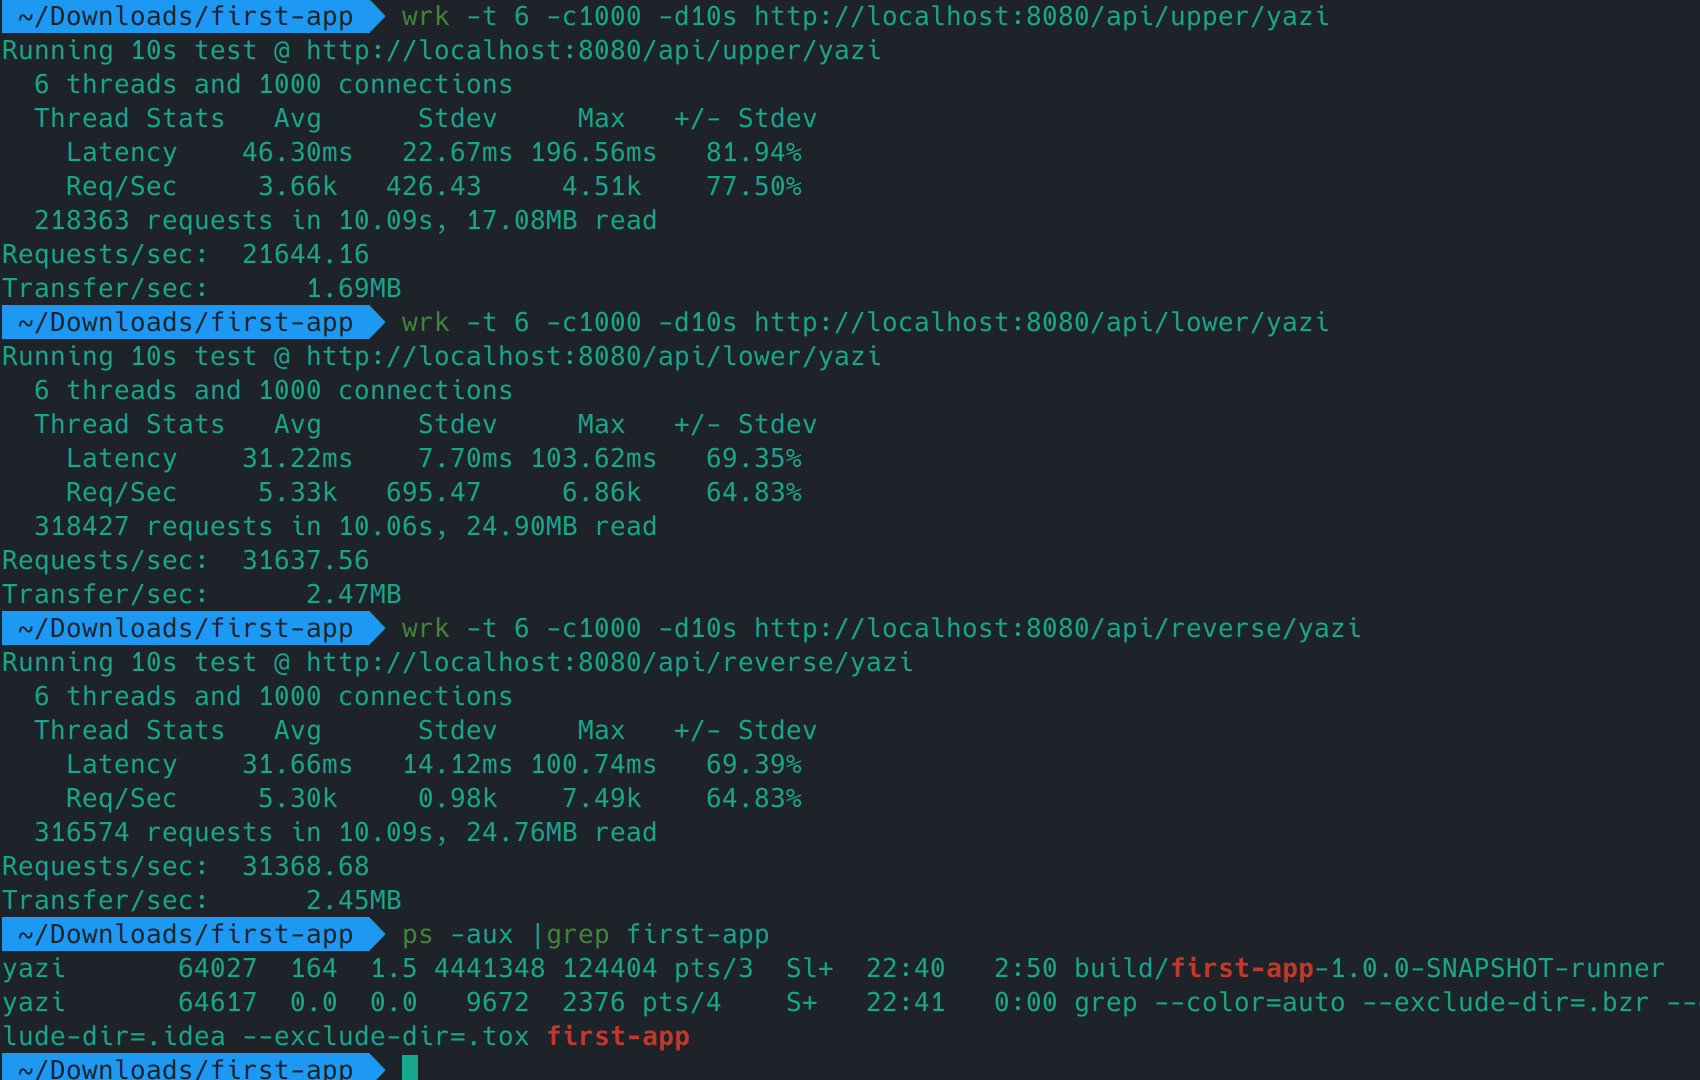 ~/Downloads/first-app wrk -t 6 -c1000 -d10s http://localhost:8080/api/upper/yazi
Running 10s test @ http://localhost:8080/api/upper/yazi
6 threads and 1000 connections
Thread Stats Avg Stdev Max +/- Stdev
Latency 46.30ms 22.67ms 196.56ms 81.94%
Req/Sec 3.66k 426.43 4.51k 77.50%
218363 requests in 10.09s, 17.08MB read
Requests/sec: 21644.16
Transfer/sec: 1.69MB
~/Downloads/first-app wrk -t 6 -c1000 -d10s http://localhost:8080/api/lower/yazi
Running 10s test @ http://localhost:8080/api/lower/yazi
6 threads and 1000 connections
Thread Stats Avg Stdev Max +/- Stdev
Latency 31.22ms 7.70ms 103.62ms 69.35%
Req/Sec 5.33k 695.47 6.86k 64.83%
318427 requests in 10.06s, 24.90MB read
Requests/sec: 31637.56
Transfer/sec: 2.47MB
~/Downloads/first-app wrk -t 6 -c1000 -d10s http://localhost:8080/api/reverse/yazi
Running 10s test @ http://localhost:8080/api/reverse/yazi
6 threads and 1000 connections
Thread Stats Avg Stdev Max +/- Stdev
Latency 31.66ms 14.12ms 100.74ms 69.39%
Req/Sec 5.30k 0.98k 7.49k 64.83%
316574 requests in 10.09s, 24.76MB read
Requests/sec: 31368.68
Transfer/sec: 2.45MB
~/Downloads/first-app ps -aux |grep first-app
yazi 64027 164 1.5 4441348 124404 pts/3 Sl+ 22:40 2:50 build/first-app-1.0.0-SNAPSHOT-runner
yazi 64617 0.0 0.0 9672 2376 pts/4 S+ 22:41 0:00 grep --color=auto --exclude-dir=.bzr --
lude-dir=.idea --exclude-dir=.tox first-app
~/Downloads/first-app